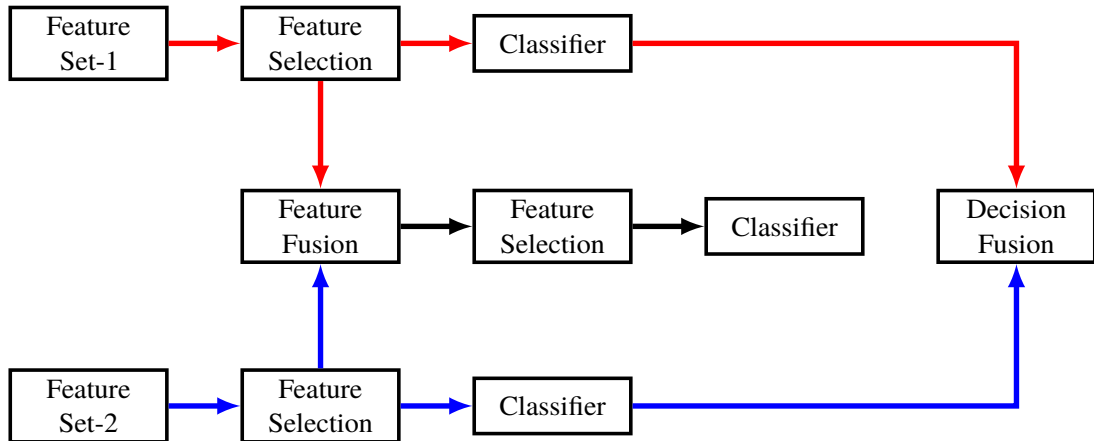 Feature
Set-1
Feature
Selection
Classifier
Feature
Fusion
Feature
Selection
Classifier
Decision
Fusion
Feature
Set-2
Feature
Selection
Classifier